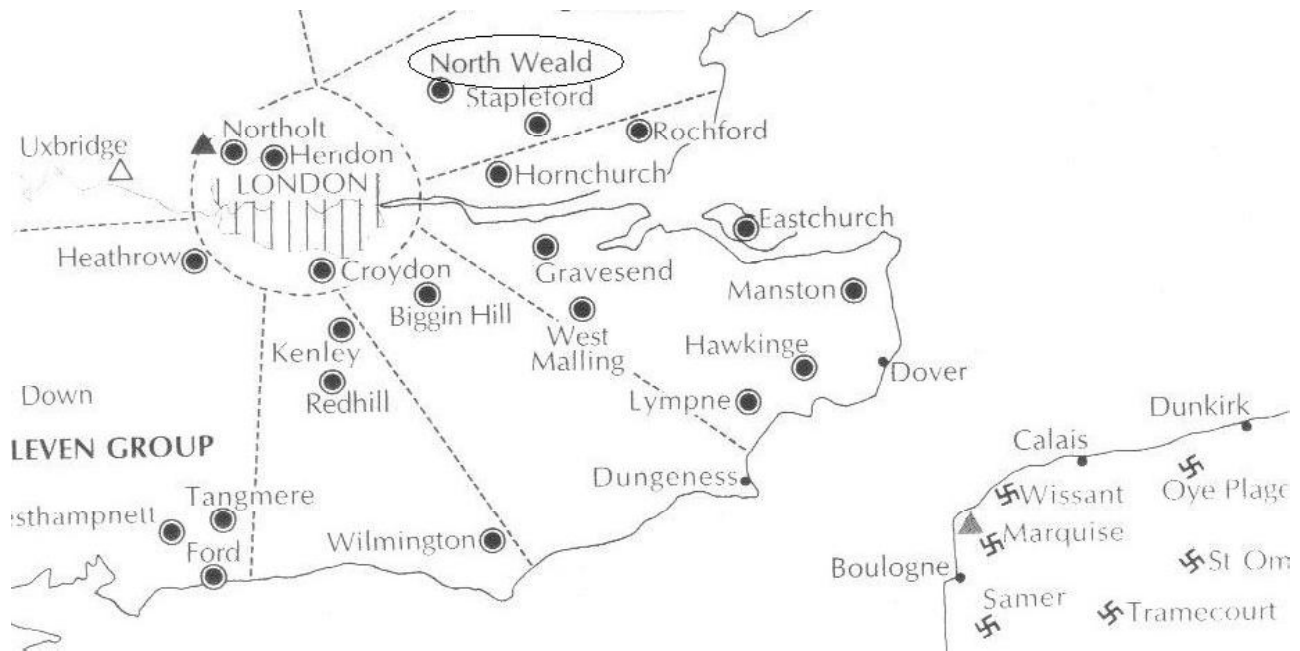 North Weald
Stapleford
Northolt
Rochford
Uxbridge
Hendon
Hornchurch
LONDON
Eastchurch
Heathrow
Croydon
Gravesend
Manston
Biggin Hill
West
Malling
Kenley
Hawkinge
Dover
Redhill
Lympne
Down
Dunkirk
Calais
LEVEN GROUP
Dungeness
Tangmere
Wissant
Oye Plage
esthampnett
Ford
Wilmington
Marquise
Boulogne
St Om
Samer
Tramecourt